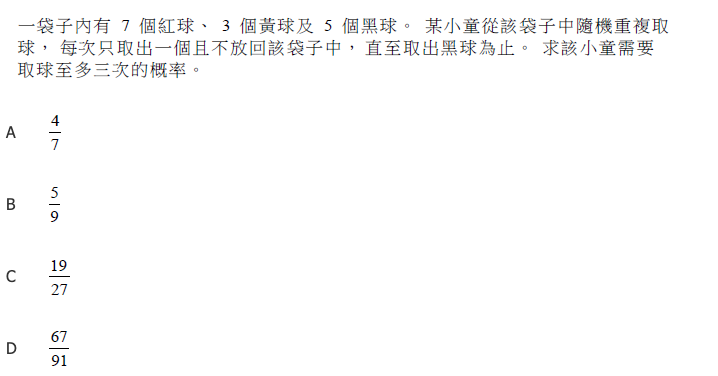 一袋子內有 7 個紅球、 3 個黃球及 5 個黑球。 某小童從該袋子中隨機重複取
球， 每次只取出一個且不放回該袋子中， 直至取出黑球為止。 求該小童需要
取球至多三次的概率。
A 4/7
B 5/9
C 19/27
D 67/91